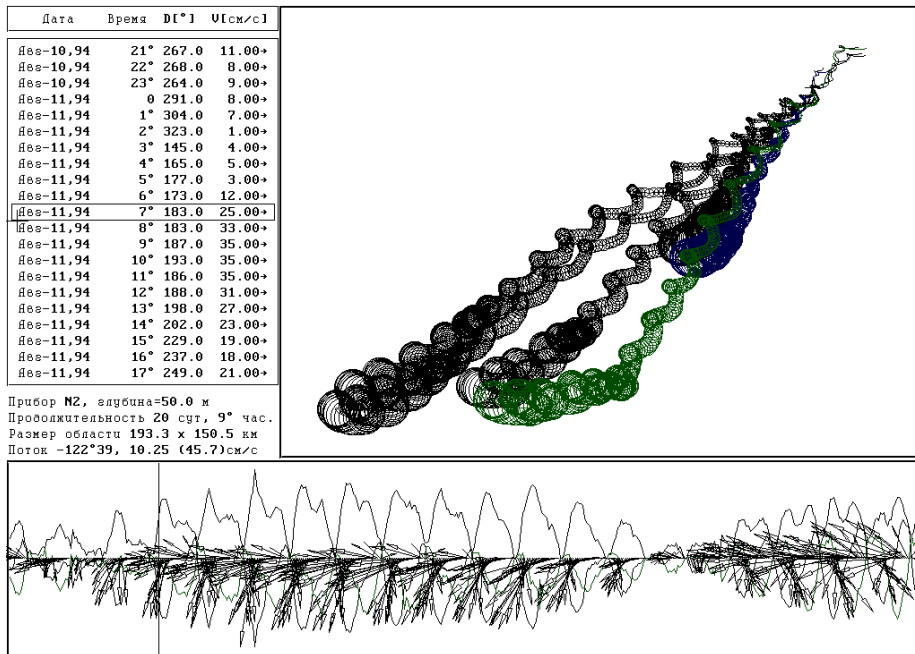 Дата Время D[°] V[см/с]
Авг-10,94 21° 267.0 11.00→
Авг-10,94 22° 268.0 8.00→
Авг-10,94 23° 264.0 9.00→
Авг-11,94 0 291.0 8.00→
Авг-11,94 1° 304.0 7.00→
Авг-11,94 2° 323.0 1.00→
Авг-11,94 3° 145.0 4.00→
Авг-11,94 4° 165.0 5.00→
Авг-11,94 5° 177.0 3.00→
Авг-11,94 6° 173.0 12.00→
Авг-11,94 7° 183.0 25.00→
Авг-11,94 8° 183.0 33.00→
Авг-11,94 9° 187.0 35.00→
Авг-11,94 10° 193.0 35.00→
Авг-11,94 11° 186.0 35.00→
Авг-11,94 12° 188.0 31.00→
Авг-11,94 13° 198.0 27.00→
Авг-11,94 14° 202.0 23.00→
Авг-11,94 15° 229.0 19.00→
Авг-11,94 16° 237.0 18.00→
Авг-11,94 17° 249.0 21.00→
Прибор N2, глубина=50.0 м
Продолжительность 20 сут, 9° час.
Размер области 193.3 x 150.5 км
Поток -122°39, 10.25 (45.7)см/с